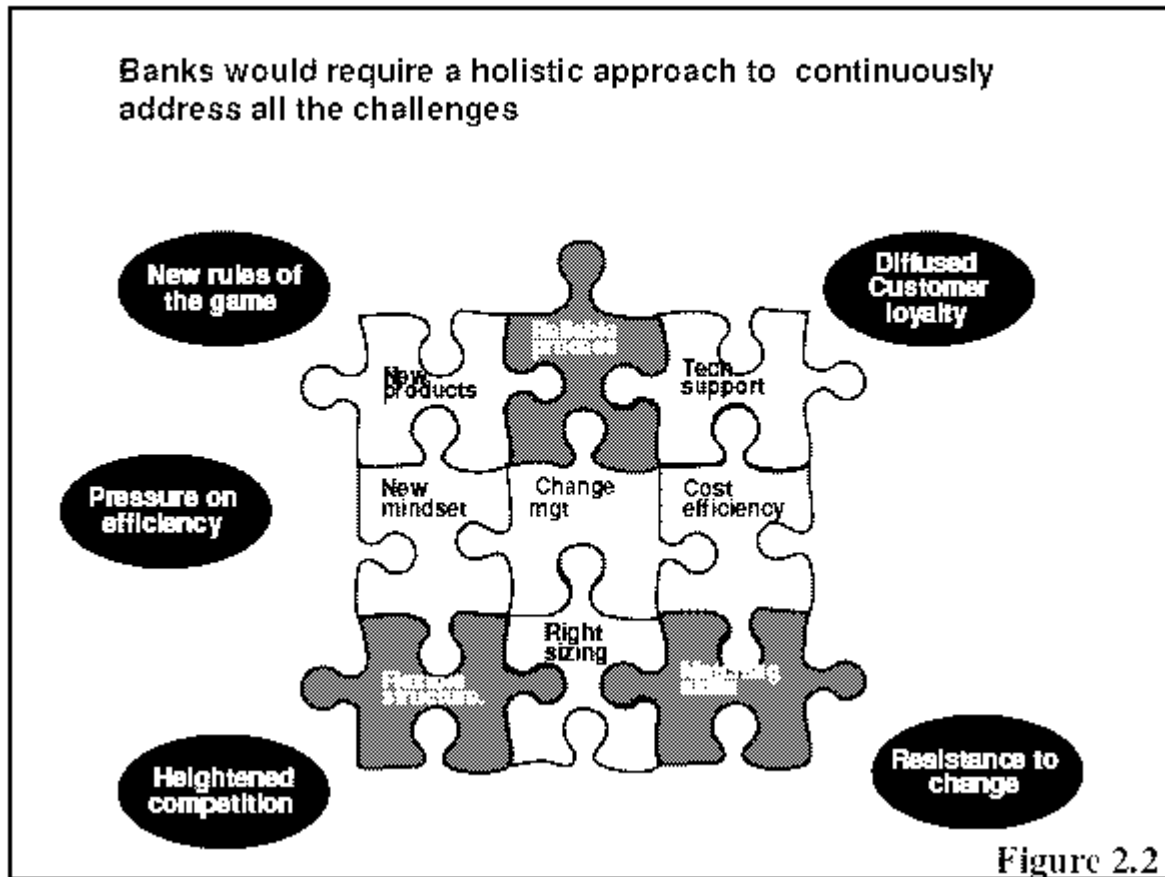 Banks would require a holistic approach to continuously
address all the challenges
New rules of
the game
Diffused
Customer
loyalty
New
products
process
Tech
support
Pressure on
efficiency
New
mindset
Change
mgt
Cost
efficiency
structure.
Right
sizing
Heightened
competition
Resistance to
change
Figure 2.2